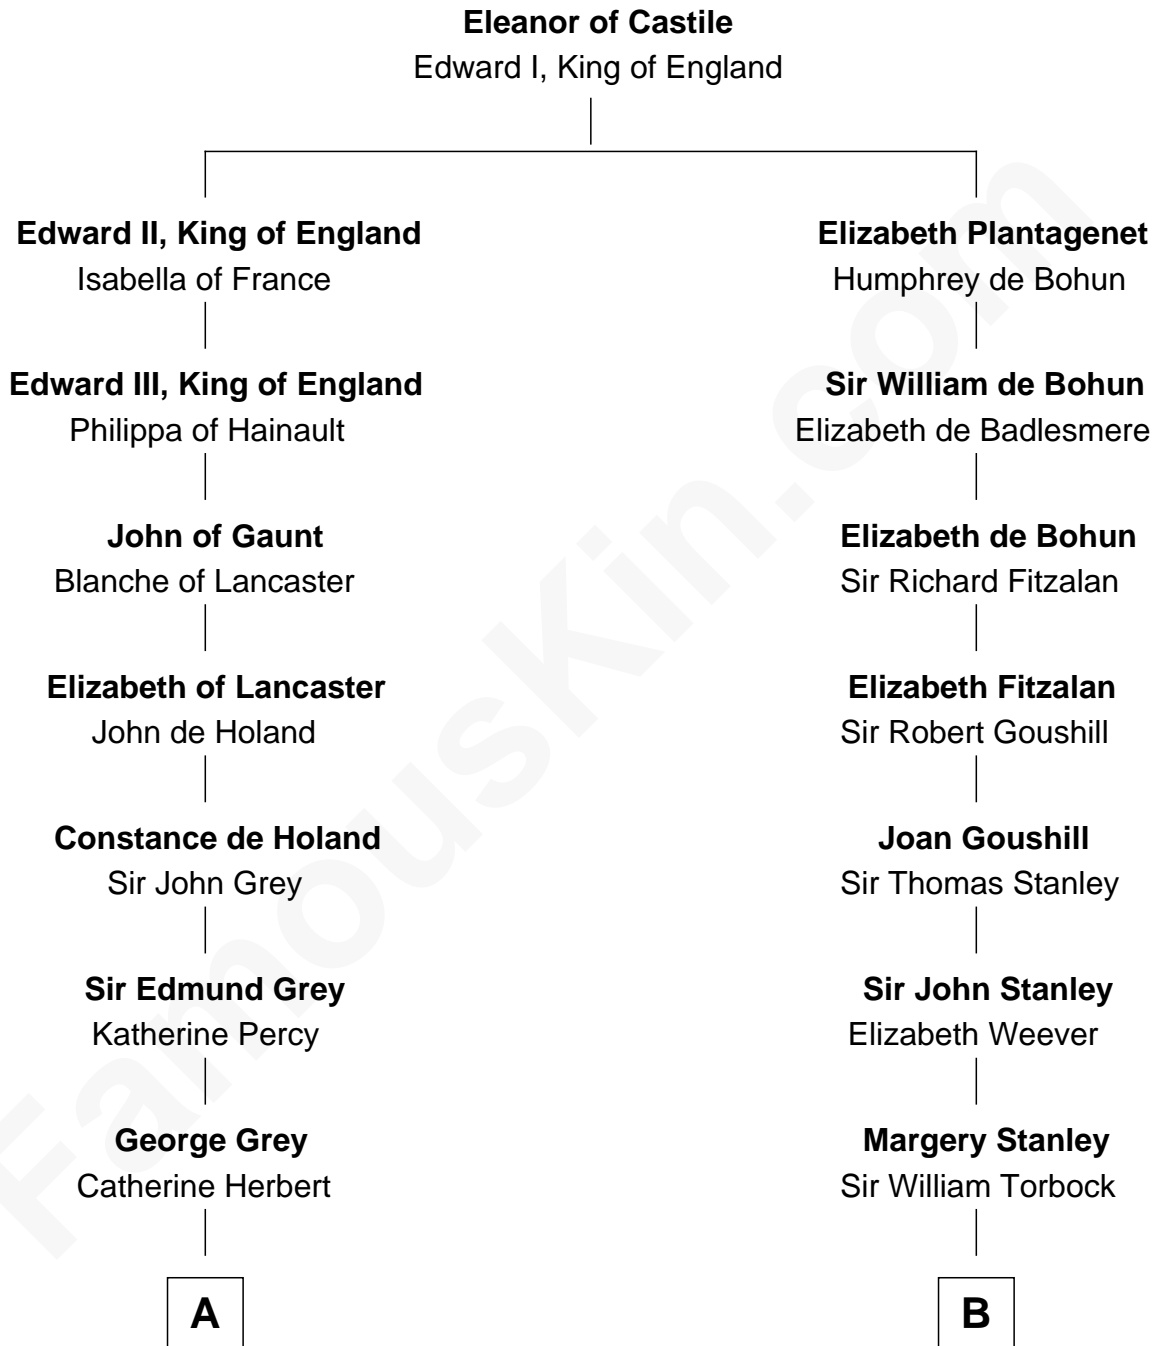 Eleanor of Castile
Edward I, King of England
Edward II, King of England
Isabella of France
Elizabeth Plantagenet
Humphrey de Bohun
Edward III, King of England
Philippa of Hainault
Sir William de Bohun
Elizabeth de Badlesmere
John of Gaunt
Blanche of Lancaster
Elizabeth de Bohun
Sir Richard Fitzalan
Elizabeth of Lancaster
John de Holand
Elizabeth Fitzalan
Sir Robert Goushill
Constance de Holand
Sir John Grey
Joan Goushill
Sir Thomas Stanley
Sir Edmund Grey
Katherine Percy
Sir John Stanley
Elizabeth Weever
George Grey
Catherine Herbert
Margery Stanley
Sir William Torbock
A
B
FamousKin.com